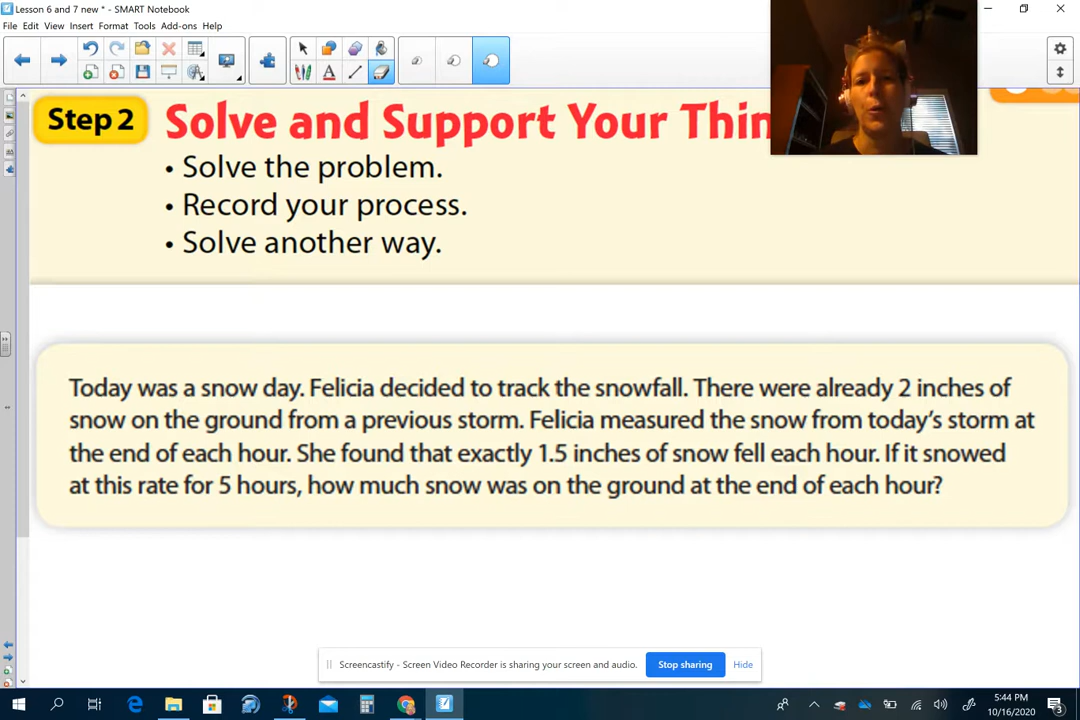 Lesson 6 and 7 new * - SMART Notebook
File Edit View Insert Format Tools Add-ons Help
Step 2 Solve and Support Your Thin
• Solve the problem.
• Record your process.
• Solve another way.
Today was a snow day. Felicia decided to track the snowfall. There were already 2 inches of
snow on the ground from a previous storm. Felicia measured the snow from today's storm at
the end of each hour. She found that exactly 1.5 inches of snow fell each hour. If it snowed
at this rate for 5 hours, how much snow was on the ground at the end of each hour?
Screencastify - Screen Video Recorder is sharing your screen and audio. Stop sharing Hide
5:44 PM
10/16/2020
3